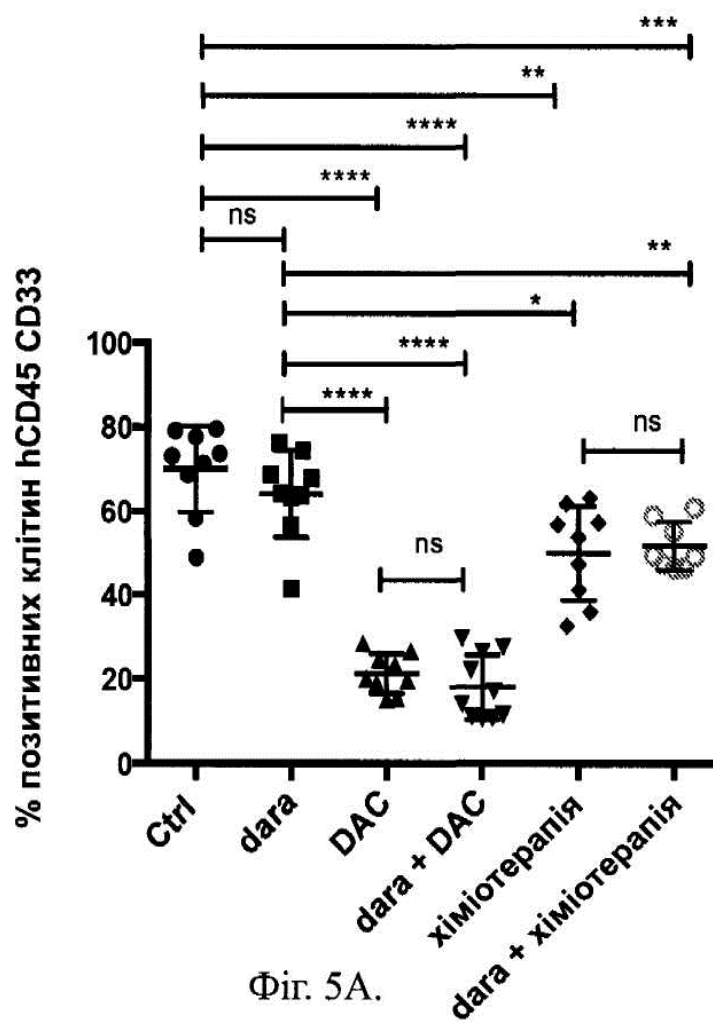 ***
**
****
****
ns
**
*
****
****
ns
ns
% позитивних клітин hCD45 CD33
100
80
60
40
20
0
Ctrl
dara
DAC
dara + DAC
хіміотерапія
dara + хіміотерапія
Фіг. 5A.